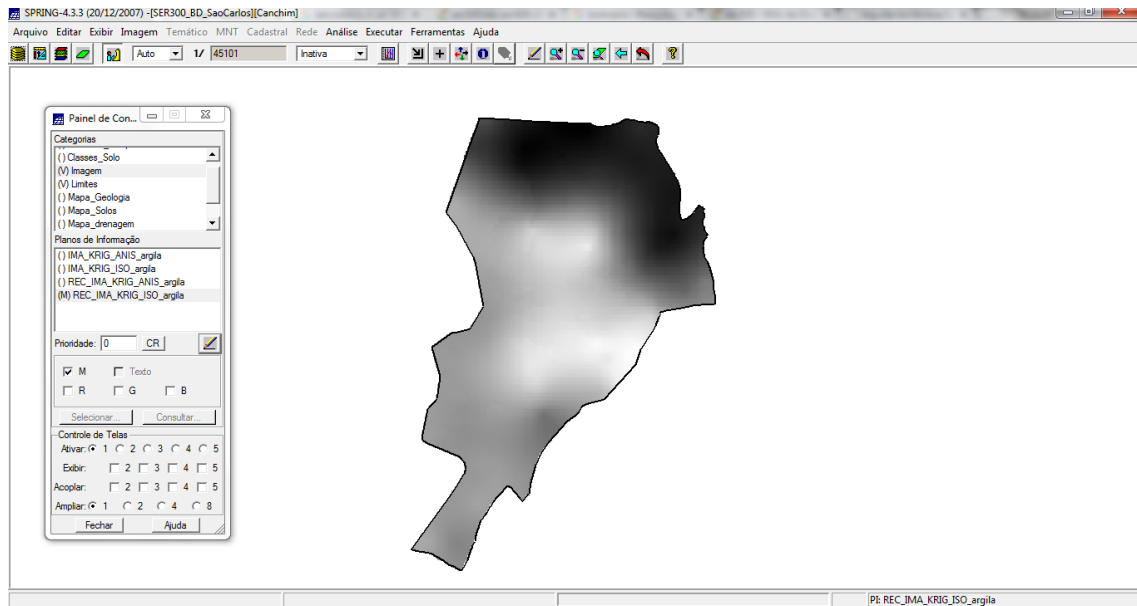 SPRING-4.3.3 (20/12/2007) -[SER300_BD_SaoCarlos][Canchim]
Arquivo Editar Exibir Imagem Temático MNT Cadastral Rede Análise Executar Ferramentas Ajuda
Auto 1/ 45101 Inativa
Painel de Con...
Categorias
( ) Classes_Solo
(V) Imagem
(V) Limites
( ) Mapa_Geologia
( ) Mapa_Solos
( ) Mapa_drenagem
Planos de Informação
( ) IMA_KRIG_ANIS_argila
( ) IMA_KRIG_ISO_argila
( ) REC_IMA_KRIG_ANIS_argila
(M) REC_IMA_KRIG_ISO_argila
Prioridade: 0 CR
M Texto
R G B
Selecionar... Consultar...
Controle de Telas
Ativar: 1 2 3 4 5
Exibir: 2 3 4 5
Acoplar: 2 3 4 5
Ampliar: 1 2 4 8
Fechar Ajuda
PI: REC_IMA_KRIG_ISO_argila